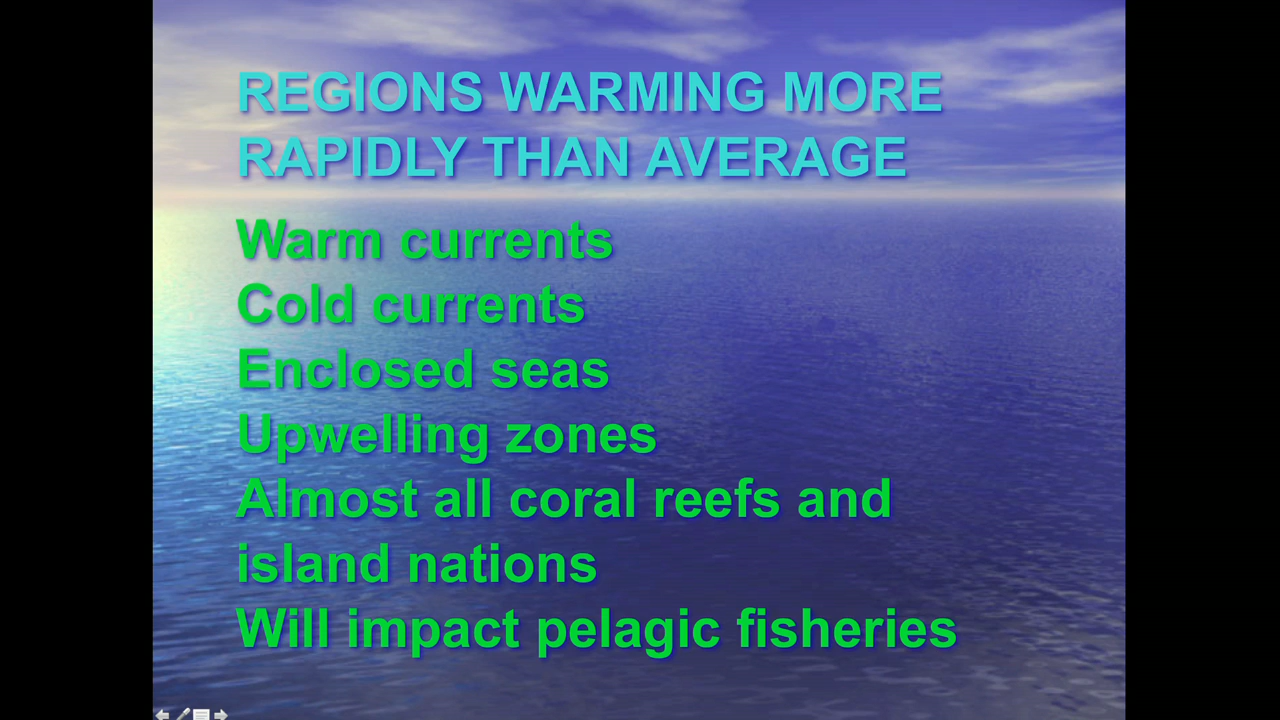 REGIONS WARMING MORE
RAPIDLY THAN AVERAGE
Warm currents
Cold currents
Enclosed seas
Upwelling zones
Almost all coral reefs and
island nations
Will impact pelagic fisheries